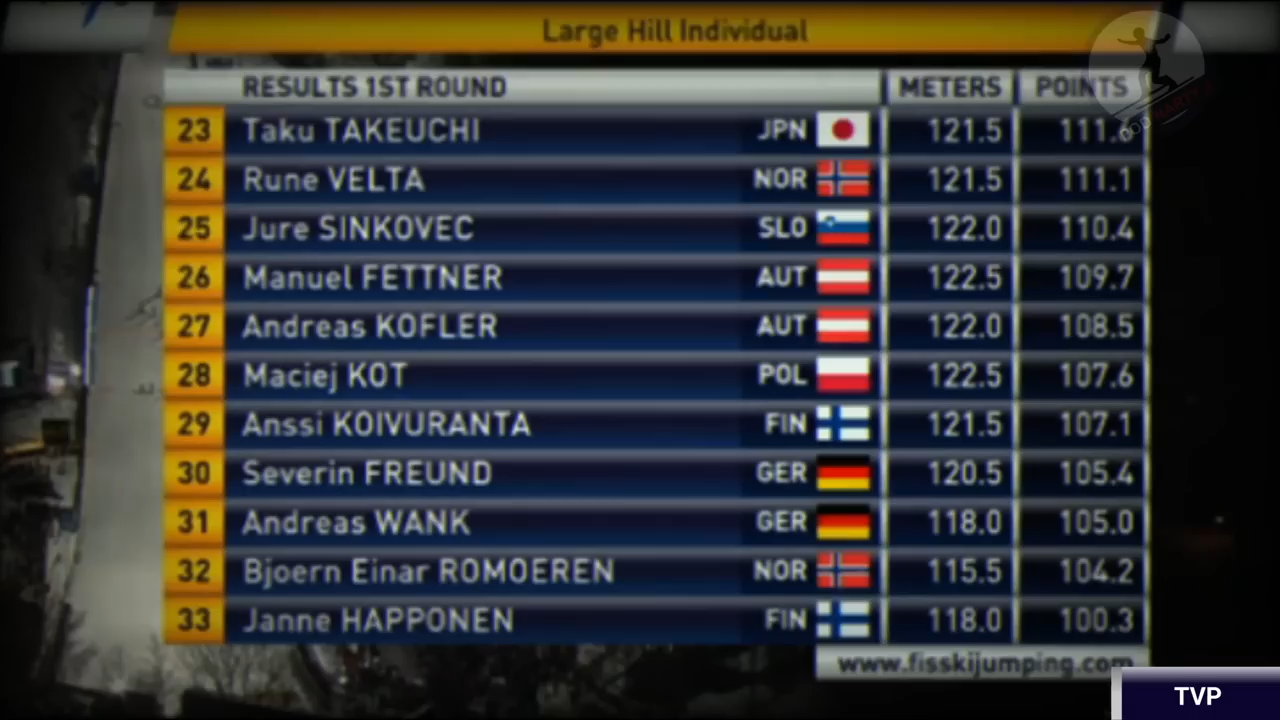 Large Hill Individual
RESULTS 1ST ROUND METERS POINTS
23 Taku TAKEUCHI JPN 121.5 111.6
24 Rune VELTA NOR 121.5 111.1
25 Jure SINKOVEC SLO 122.0 110.4
26 Manuel FETTNER AUT 122.5 109.7
27 Andreas KOFLER AUT 122.0 108.5
28 Maciej KOT POL 122.5 107.6
29 Anssi KOIVURANTA FIN 121.5 107.1
30 Severin FREUND GER 120.5 105.4
31 Andreas WANK GER 118.0 105.0
32 Bjoern Einar ROMOEREN NOR 115.5 104.2
33 Janne HAPPONEN FIN 118.0 100.3
www.fisskijumping.com
TVP